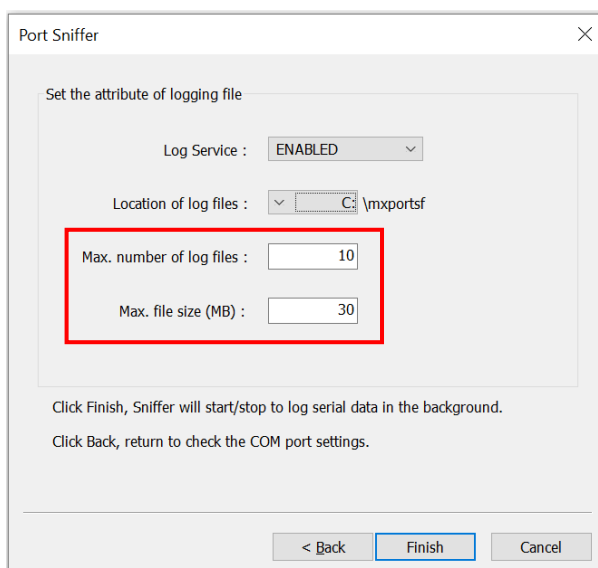 Port Sniffer
Set the attribute of logging file
Log Service : ENABLED
Location of log files : C: \mxportsf
Max. number of log files : 10
Max. file size (MB) : 30
Click Finish, Sniffer will start/stop to log serial data in the background.
Click Back, return to check the COM port settings.
< Back Finish Cancel